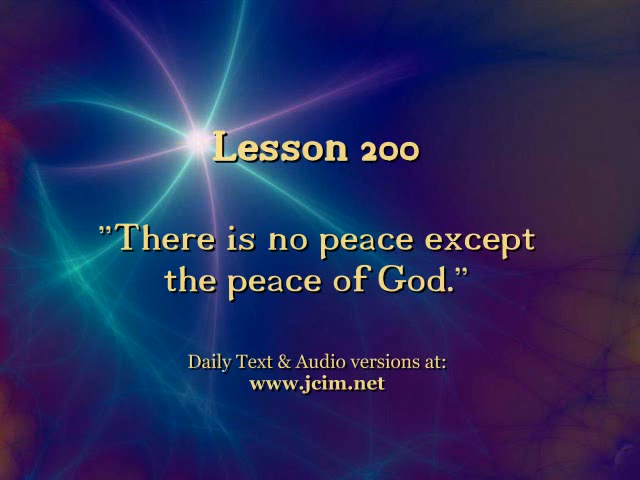 Lesson 200
"There is no peace except
the peace of God."
Daily Text & Audio versions at:
www.jcim.net